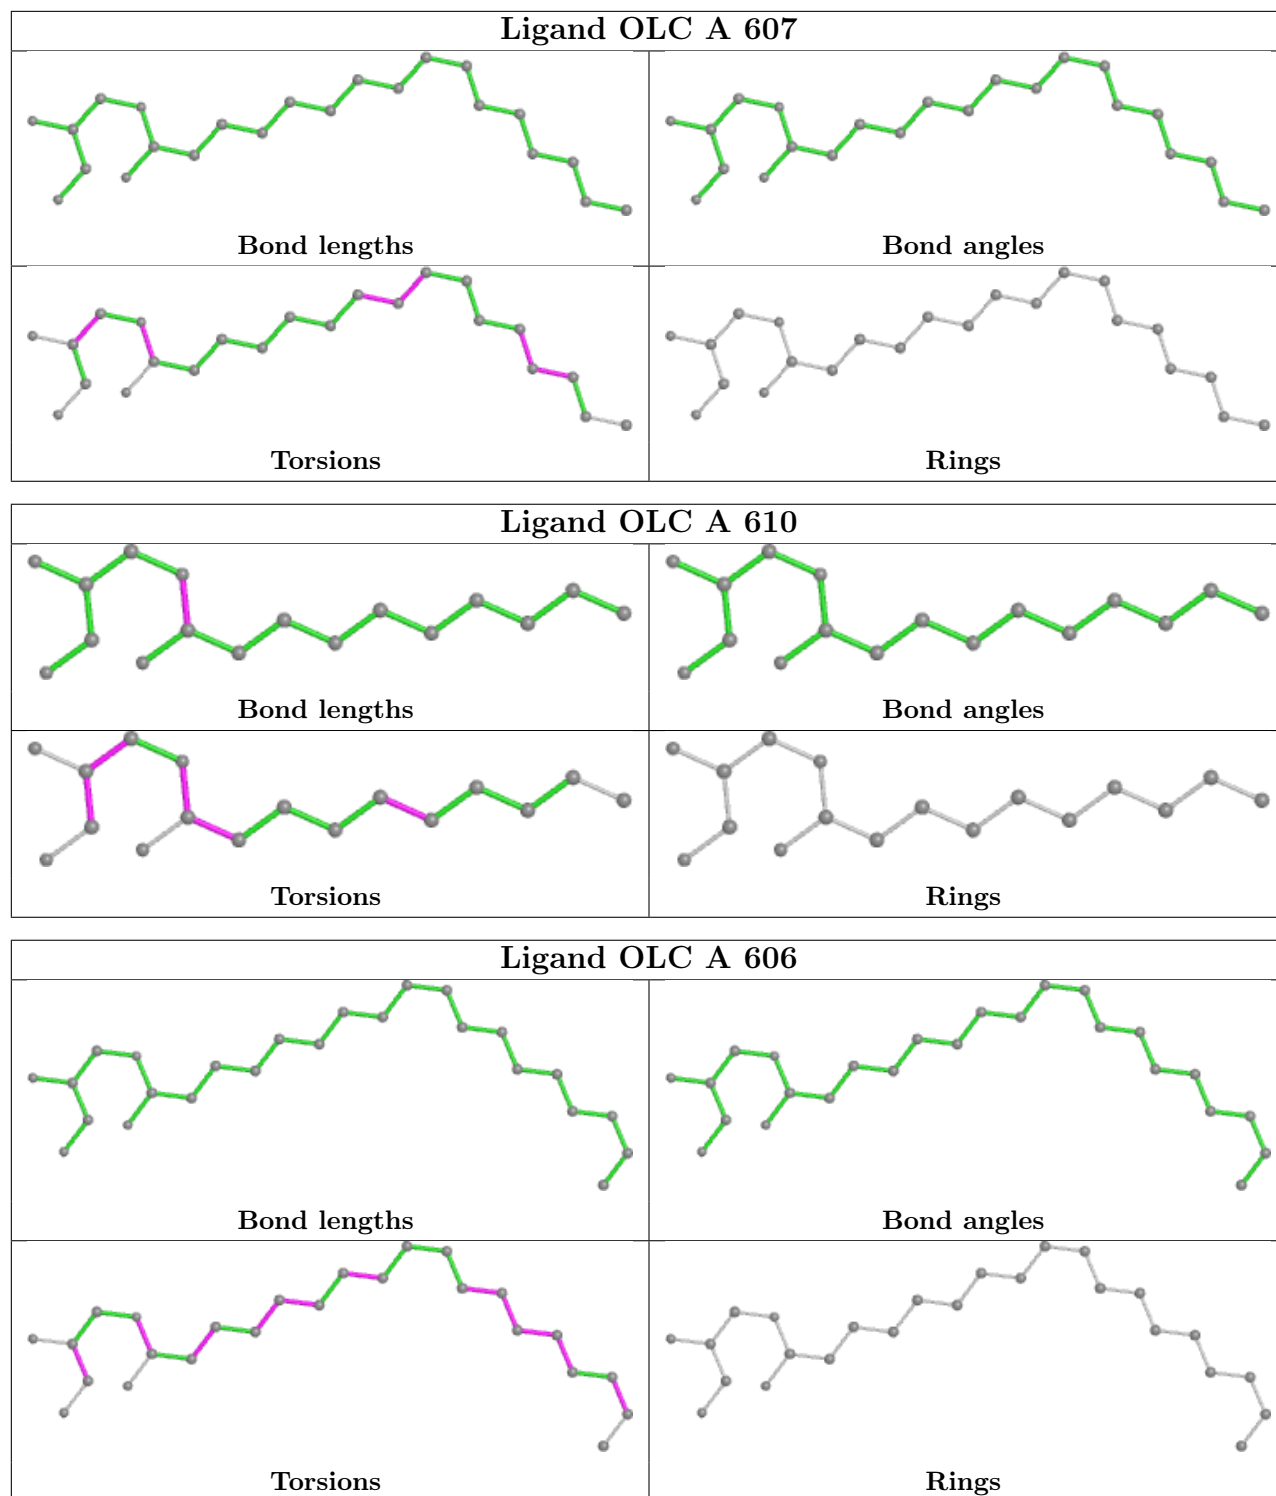 Ligand OLC A 607
Bond lengths
Bond angles
Torsions
Rings
Ligand OLC A 610
Bond lengths
Bond angles
Torsions
Rings
Ligand OLC A 606
Bond lengths
Bond angles
Torsions
Rings